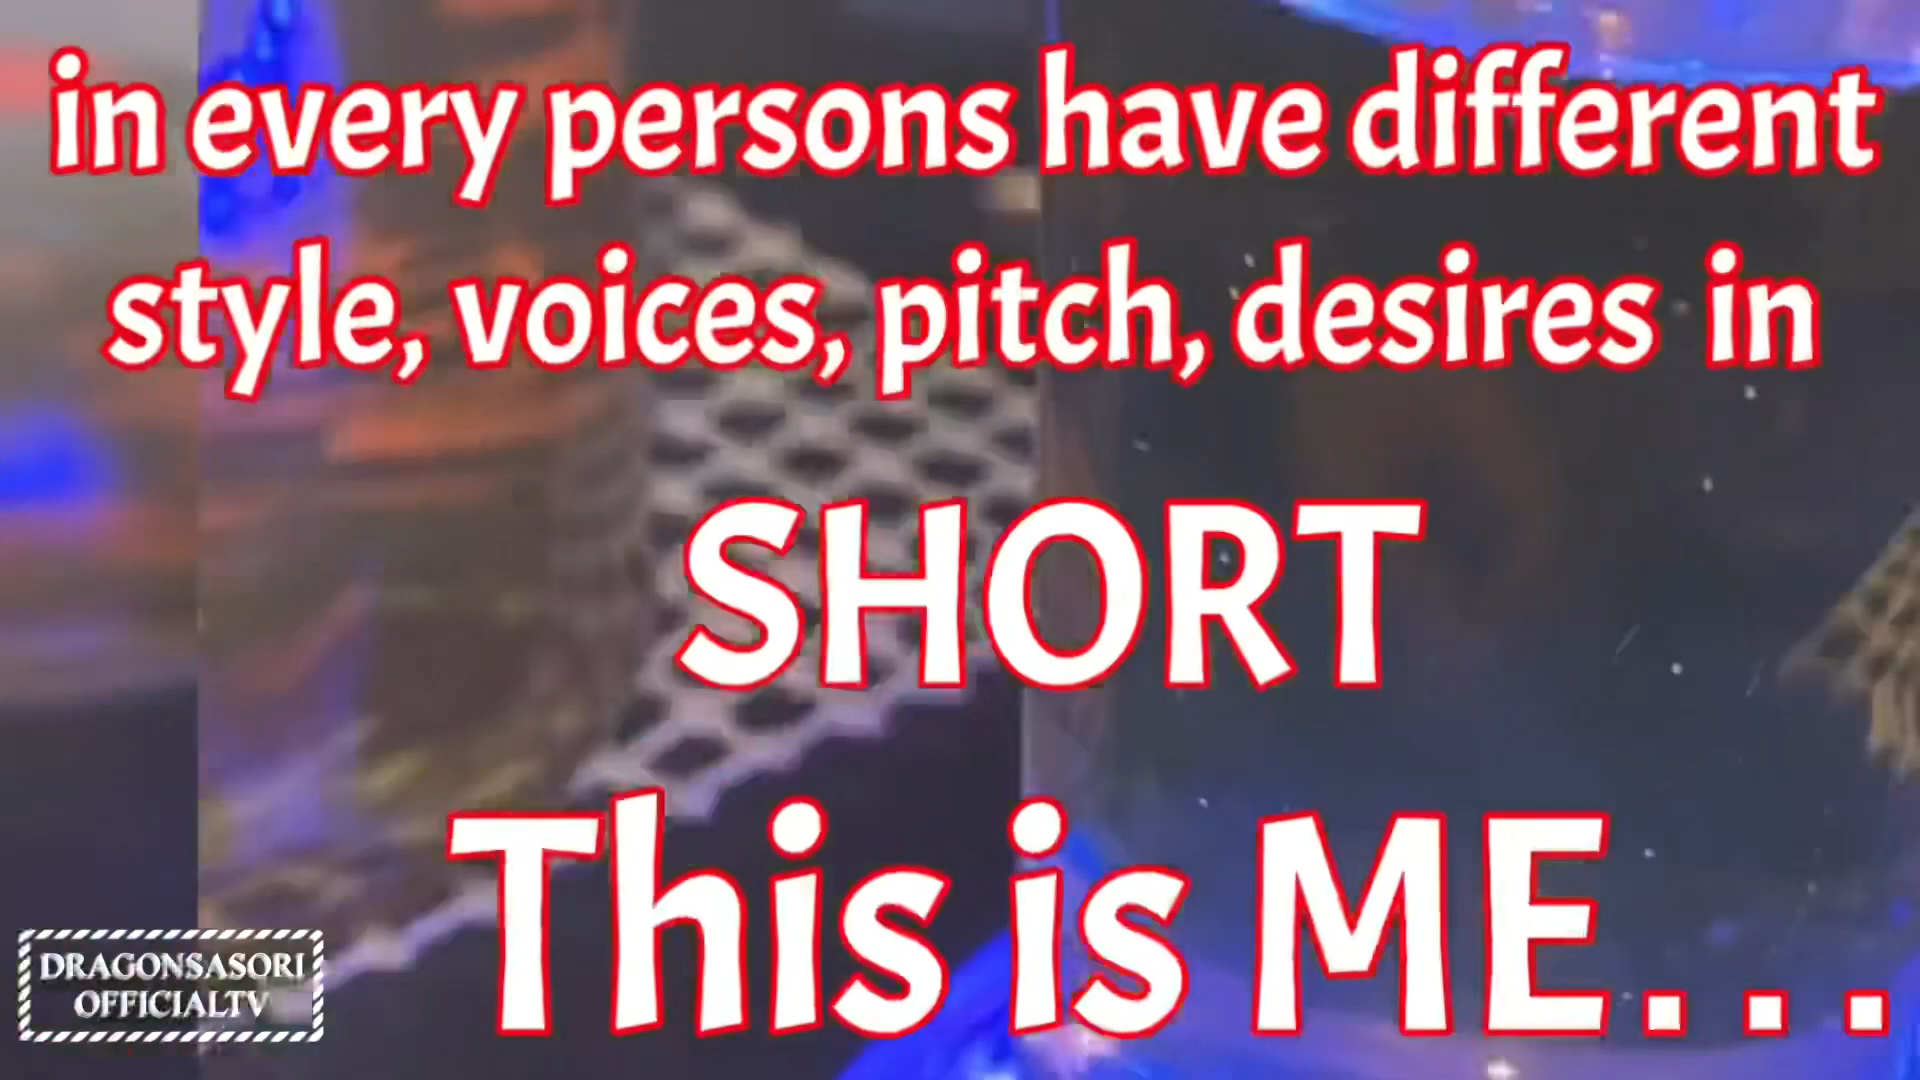 in every persons have different
style, voices, pitch, desires in
SHORT
This is ME...
DRAGONSASORI
OFFICIALTV